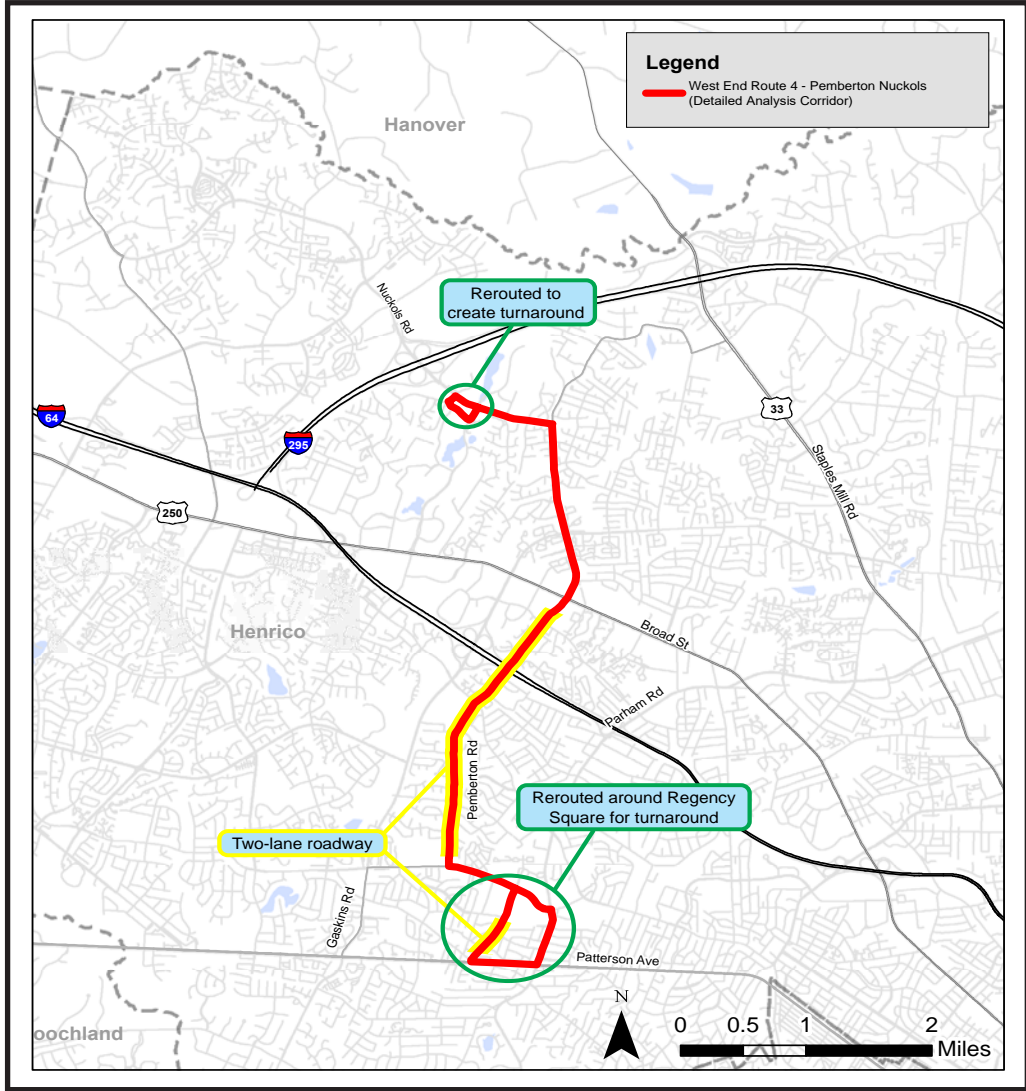 Legend
West End Route 4 - Pemberton Nuckols
(Detailed Analysis Corridor)
Hanover
Rerouted to
create turnaround
Nuckols Rd
64
295
33
250
Staples Mill Rd
Henrico
Broad St
Parham Rd
Pemberton Rd
Rerouted around Regency
Square for turnaround
Two-lane roadway
Gaskins Rd
Patterson Ave
oochland
N
0 0.5 1 2
Miles